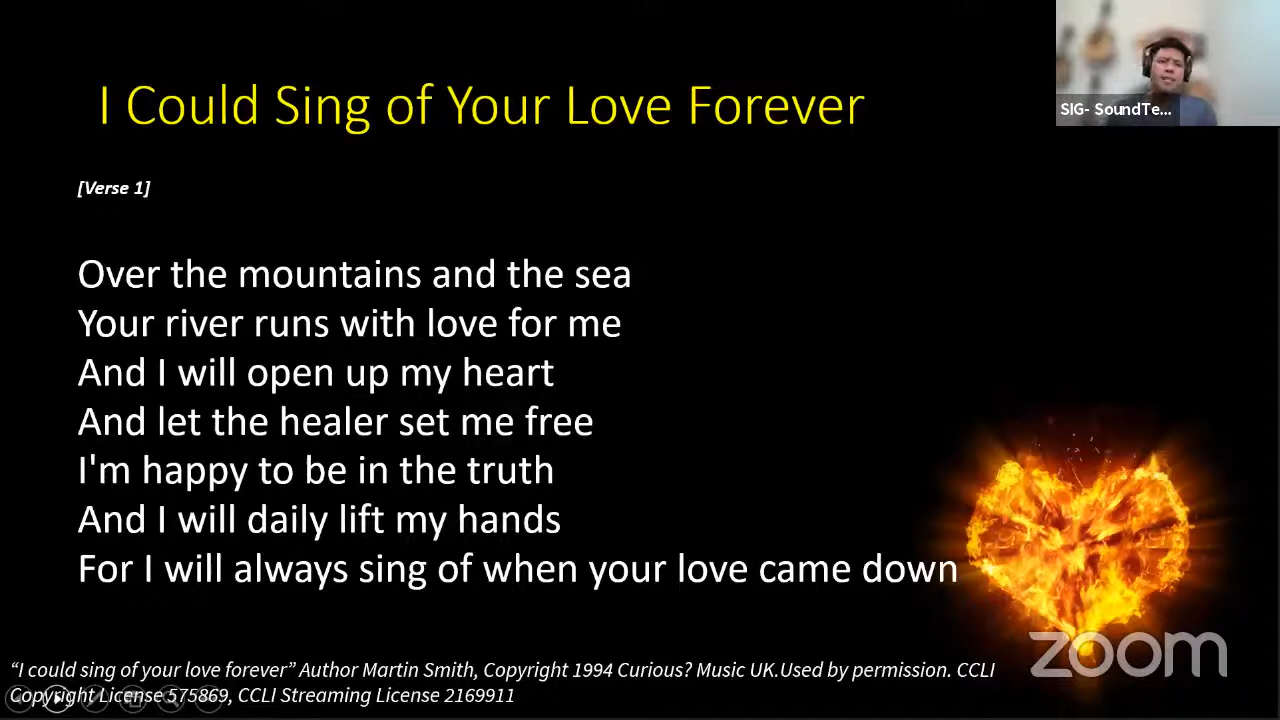 I Could Sing of Your Love Forever
SIG- SoundTe...
[Verse 1]
Over the mountains and the sea
Your river runs with love for me
And I will open up my heart
And let the healer set me free
I'm happy to be in the truth
And I will daily lift my hands
For I will always sing of when your love came down
“I could sing of your love forever” Author Martin Smith, Copyright 1994 Curious? Music UK.Used by permission. CCLI
Copyright License 575869, CCLI Streaming License 2169911
zoom